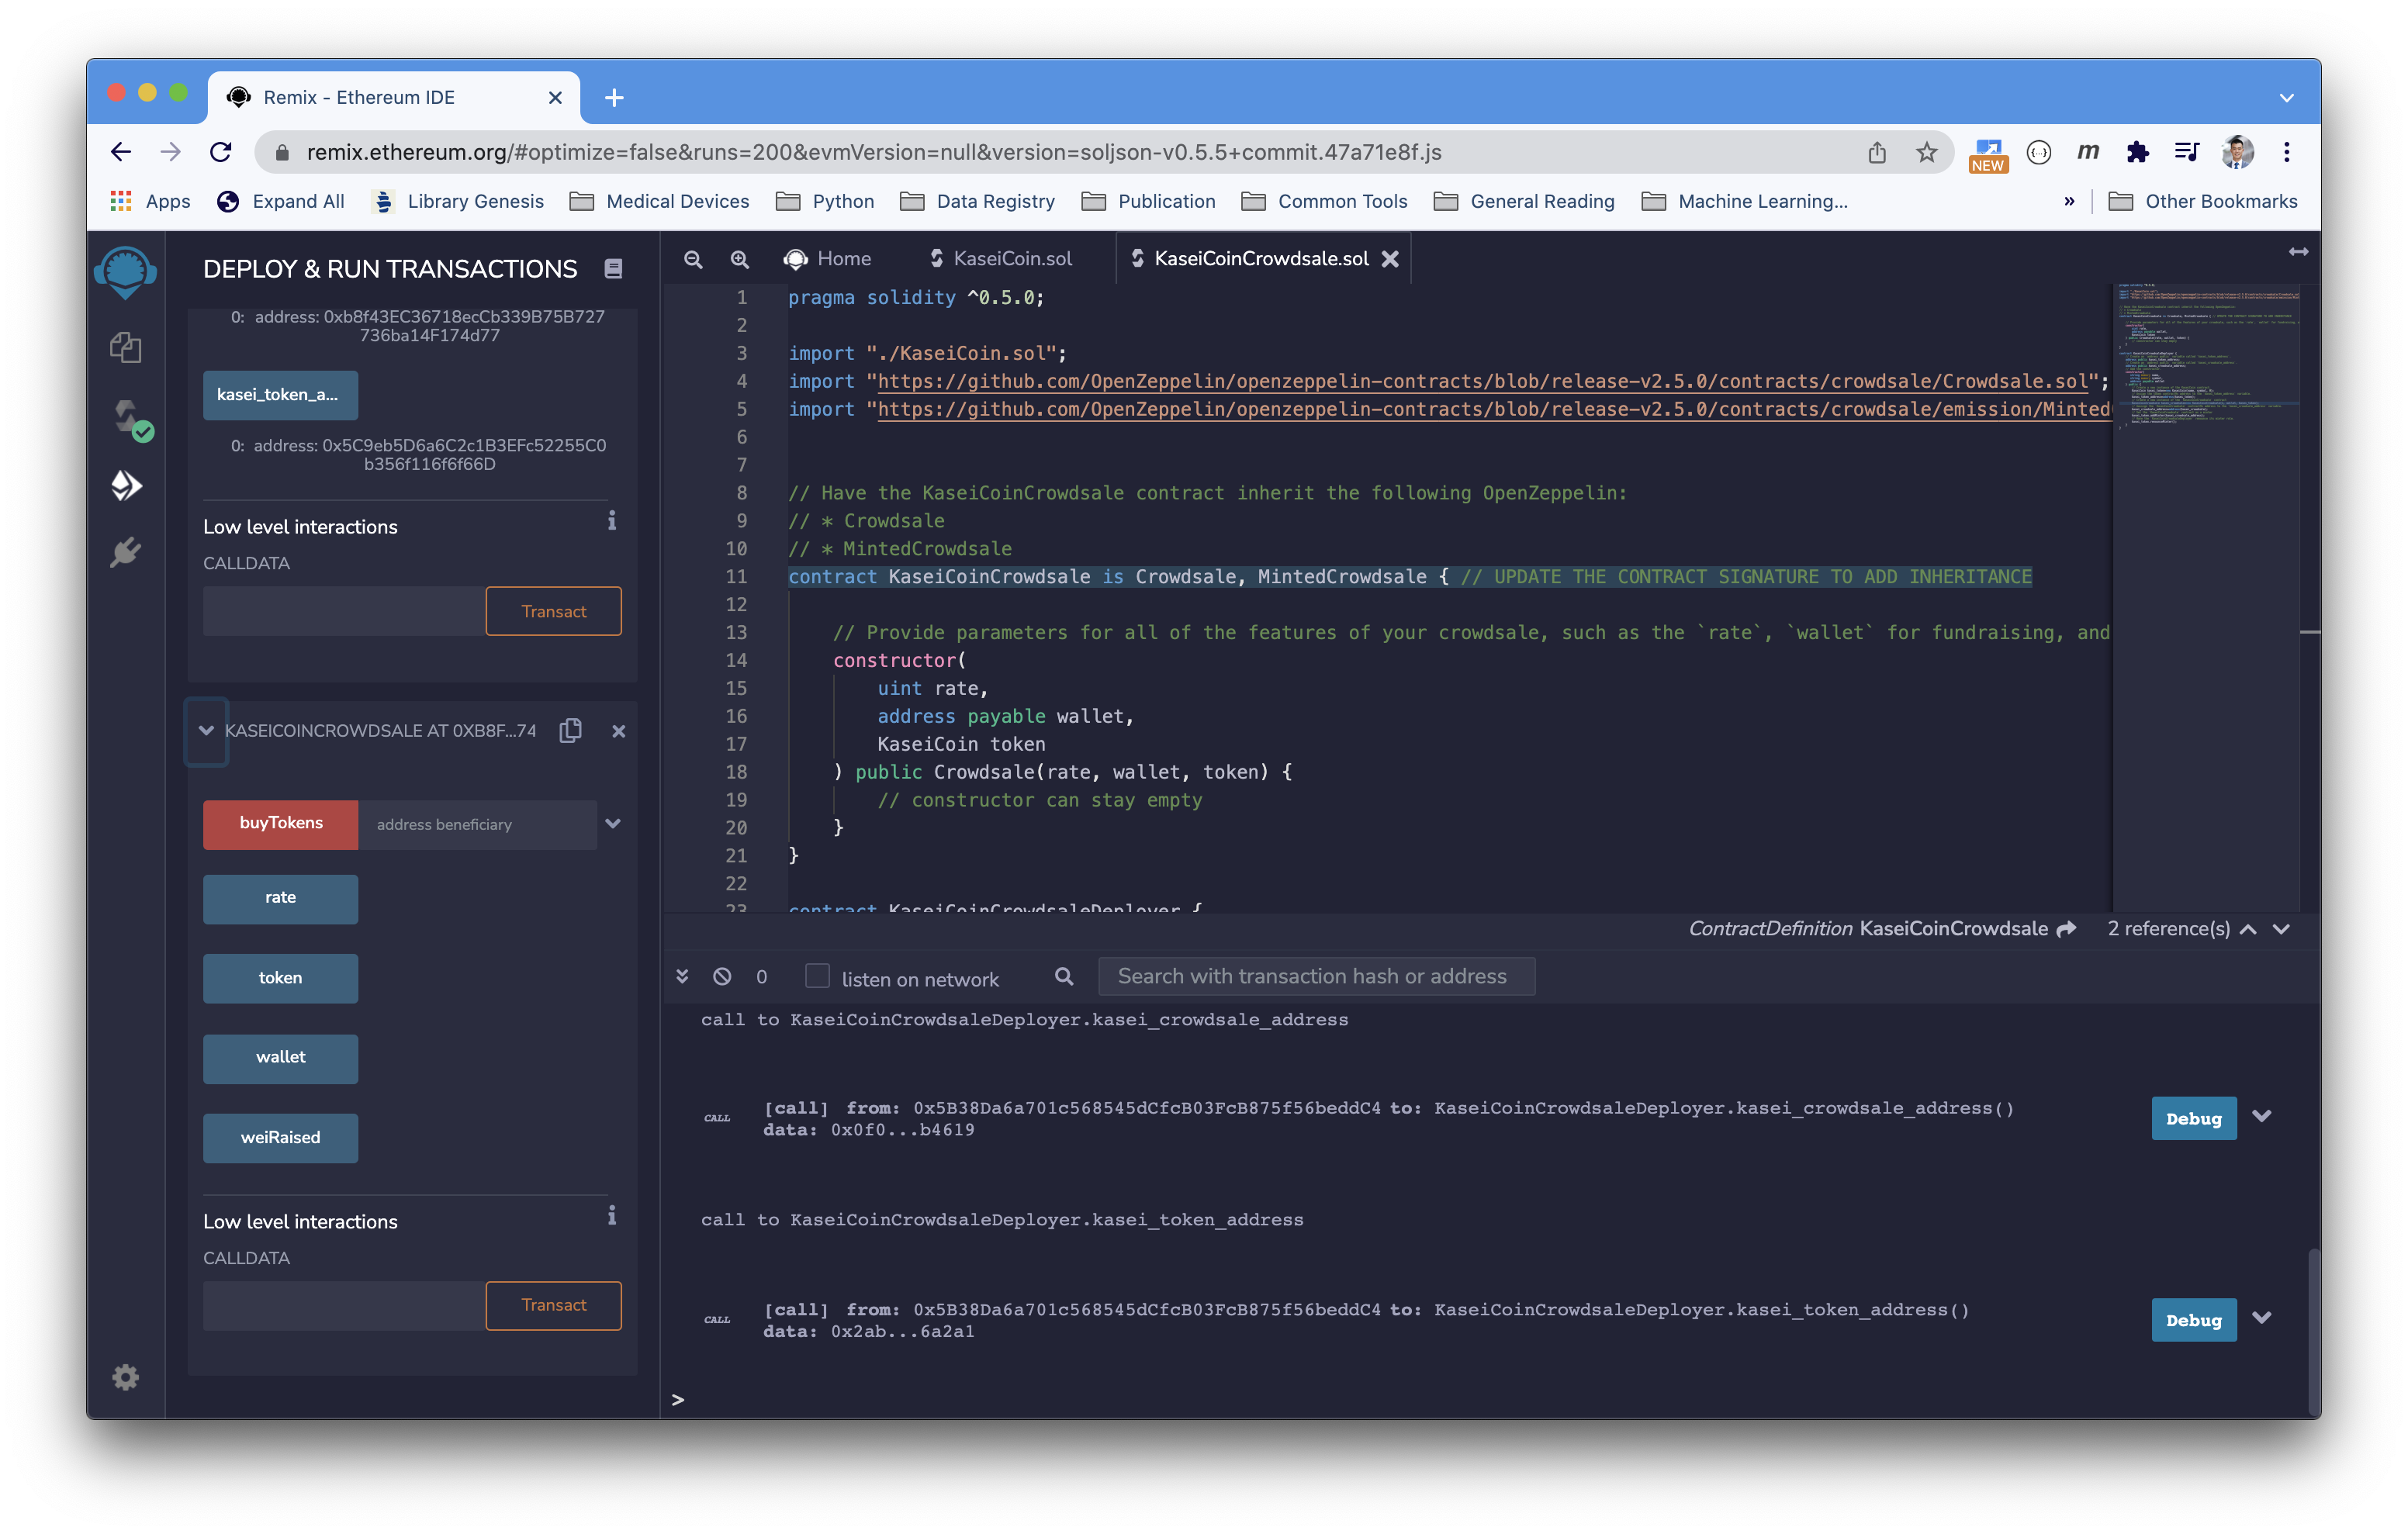 Remix - Ethereum IDE
remix.ethereum.org/#optimize=false&runs=200&evmVersion=null&version=soljson-v0.5.5+commit.47a71e8f.js
NEW
m
Apps
Expand All
Library Genesis
Medical Devices
Python
Data Registry
Publication
Common Tools
General Reading
Machine Learning...
»
Other Bookmarks
DEPLOY & RUN TRANSACTIONS
0: address: 0xb8f43EC36718ecCb339B75B727
736ba14F174d77
kasei_token_a...
0: address: 0x5C9eb5D6a6C2c1B3EFc52255C0
b356f116f6f66D
Low level interactions
CALLDATA
Transact
KASEICOINCROWDSALE AT 0XB8F...74
buyTokens
address beneficiary
rate
token
wallet
weiRaised
Low level interactions
CALLDATA
Transact
Home
KaseiCoin.sol
KaseiCoinCrowdsale.sol
1 pragma solidity ^0.5.0;
2
3 import "./KaseiCoin.sol";
4 import "https://github.com/OpenZeppelin/openzeppelin-contracts/blob/release-v2.5.0/contracts/crowdsale/Crowdsale.sol";
5 import "https://github.com/OpenZeppelin/openzeppelin-contracts/blob/release-v2.5.0/contracts/crowdsale/emission/Minted
6
7
8 // Have the KaseiCoinCrowdsale contract inherit the following OpenZeppelin:
9 // * Crowdsale
10 // * MintedCrowdsale
11 contract KaseiCoinCrowdsale is Crowdsale, MintedCrowdsale { // UPDATE THE CONTRACT SIGNATURE TO ADD INHERITANCE
12
13 // Provide parameters for all of the features of your crowdsale, such as the `rate`, `wallet` for fundraising, and
14 constructor(
15 uint rate,
16 address payable wallet,
17 KaseiCoin token
18 ) public Crowdsale(rate, wallet, token) {
19 // constructor can stay empty
20 }
21 }
22
23 contract KaseiCoinCrowdsaleDeployer {
ContractDefinition KaseiCoinCrowdsale
2 reference(s)
0
listen on network
Search with transaction hash or address
call to KaseiCoinCrowdsaleDeployer.kasei_crowdsale_address
CALL
[call] from: 0x5B38Da6a701c568545dCfcB03FcB875f56beddC4 to: KaseiCoinCrowdsaleDeployer.kasei_crowdsale_address()
data: 0x0f0...b4619
Debug
call to KaseiCoinCrowdsaleDeployer.kasei_token_address
CALL
[call] from: 0x5B38Da6a701c568545dCfcB03FcB875f56beddC4 to: KaseiCoinCrowdsaleDeployer.kasei_token_address()
data: 0x2ab...6a2a1
Debug
>